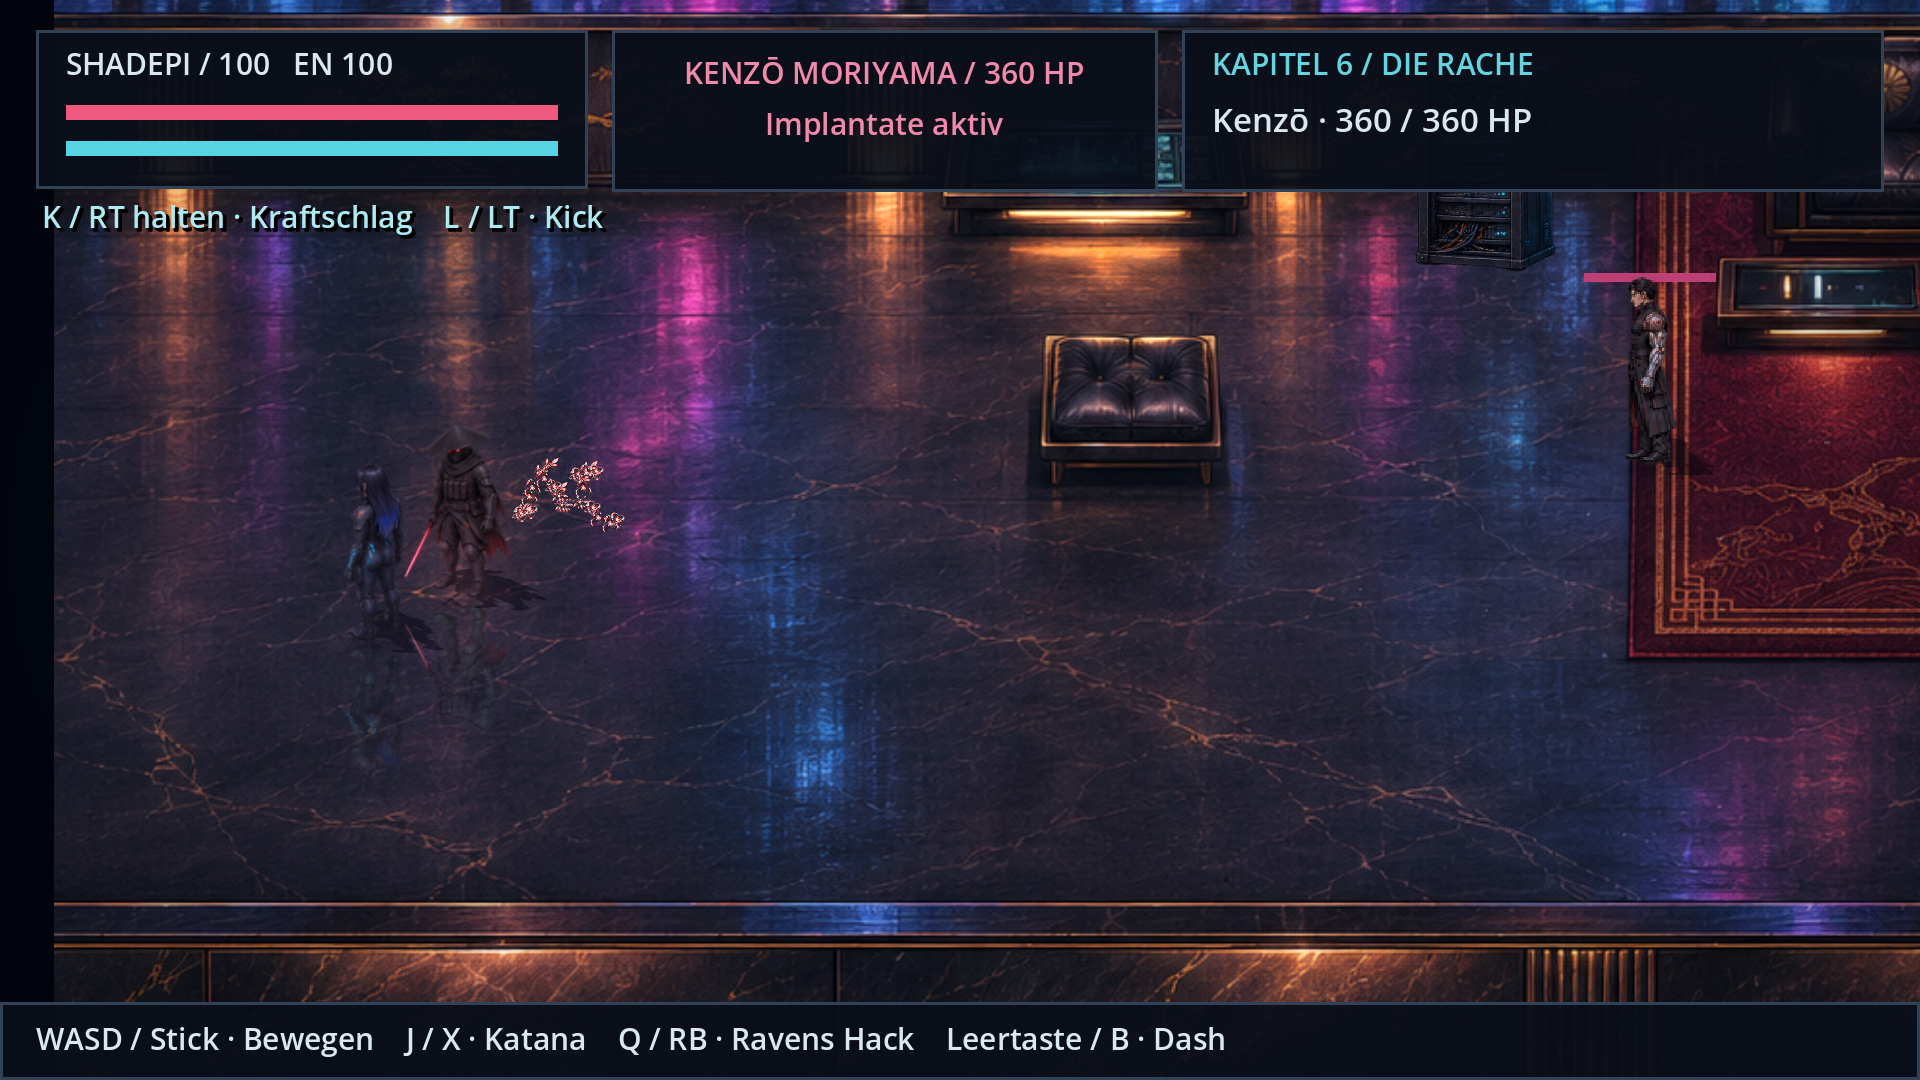 SHADEPI / 100 EN 100
KENZŌ MORIYAMA / 360 HP
Implantate aktiv
KAPITEL 6 / DIE RACHE
Kenzō · 360 / 360 HP
K / RT halten · Kraftschlag L / LT · Kick
WASD / Stick · Bewegen J / X · Katana Q / RB · Ravens Hack Leertaste / B · Dash